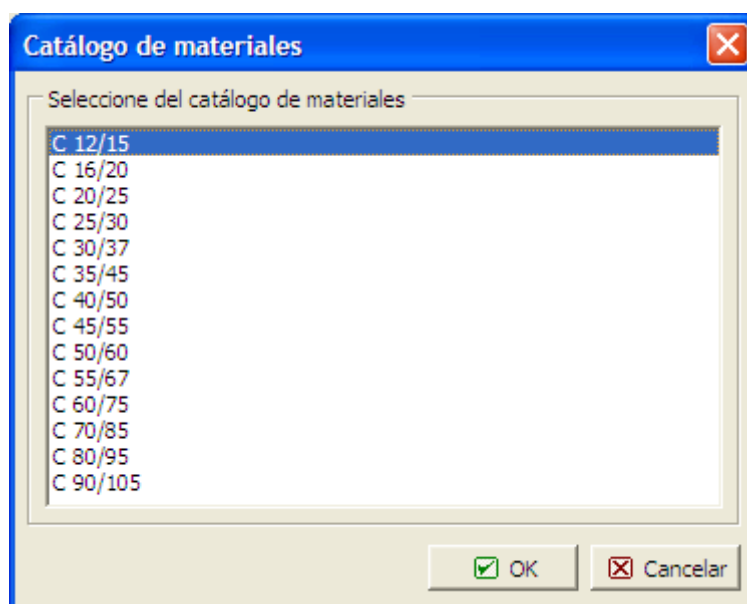 Catálogo de materiales
Seleccione del catálogo de materiales
C 12/15
C 16/20
C 20/25
C 25/30
C 30/37
C 35/45
C 40/50
C 45/55
C 50/60
C 55/67
C 60/75
C 70/85
C 80/95
C 90/105
OK Cancelar